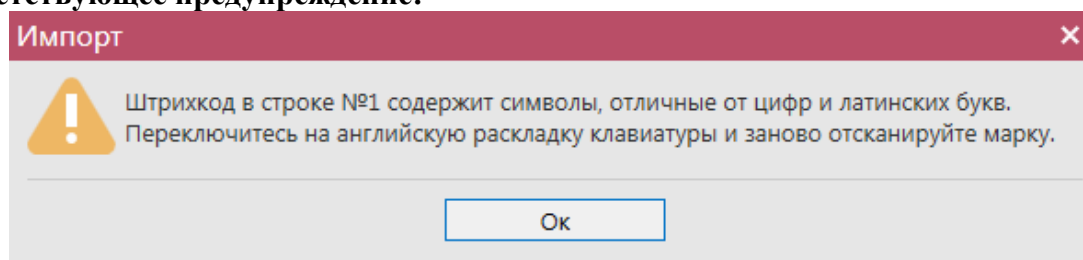 предупреждение:
Импорт
Штрихкод в строке №1 содержит символы, отличные от цифр и латинских букв.
Переключитесь на английскую раскладку клавиатуры и заново отсканируйте марку.
Ок